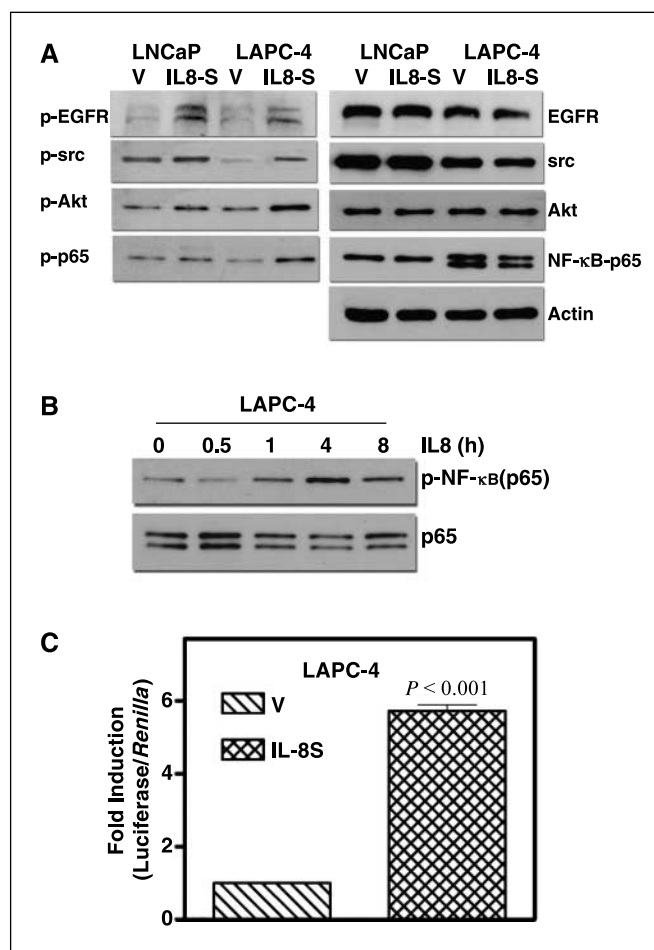 A
LNCaP LAPC-4
V IL8-S V IL8-S
p-EGFR
p-src
p-Akt
p-p65
LNCaP LAPC-4
V IL8-S V IL8-S
EGFR
src
Akt
NF-κB-p65
Actin
B
LAPC-4
0 0.5 1 4 8 IL8 (h)
p-NF-κB(p65)
p65
C
LAPC-4
V
IL-8S
P < 0.001
Fold Induction
(Luciferase/Renilla)
6
4
2
0